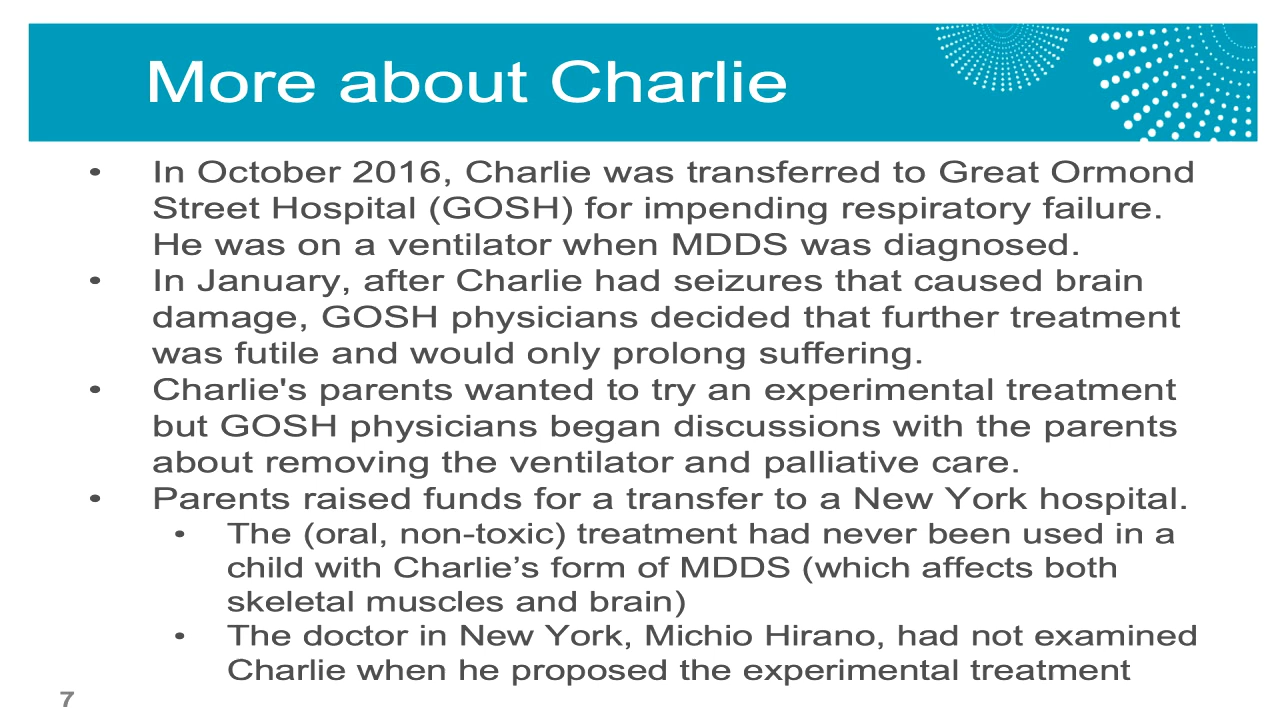 More about Charlie
• In October 2016, Charlie was transferred to Great Ormond
Street Hospital (GOSH) for impending respiratory failure.
He was on a ventilator when MDDS was diagnosed.
• In January, after Charlie had seizures that caused brain
damage, GOSH physicians decided that further treatment
was futile and would only prolong suffering.
• Charlie's parents wanted to try an experimental treatment
but GOSH physicians began discussions with the parents
about removing the ventilator and palliative care.
• Parents raised funds for a transfer to a New York hospital.
• The (oral, non-toxic) treatment had never been used in a
child with Charlie’s form of MDDS (which affects both
skeletal muscles and brain)
• The doctor in New York, Michio Hirano, had not examined
Charlie when he proposed the experimental treatment
7